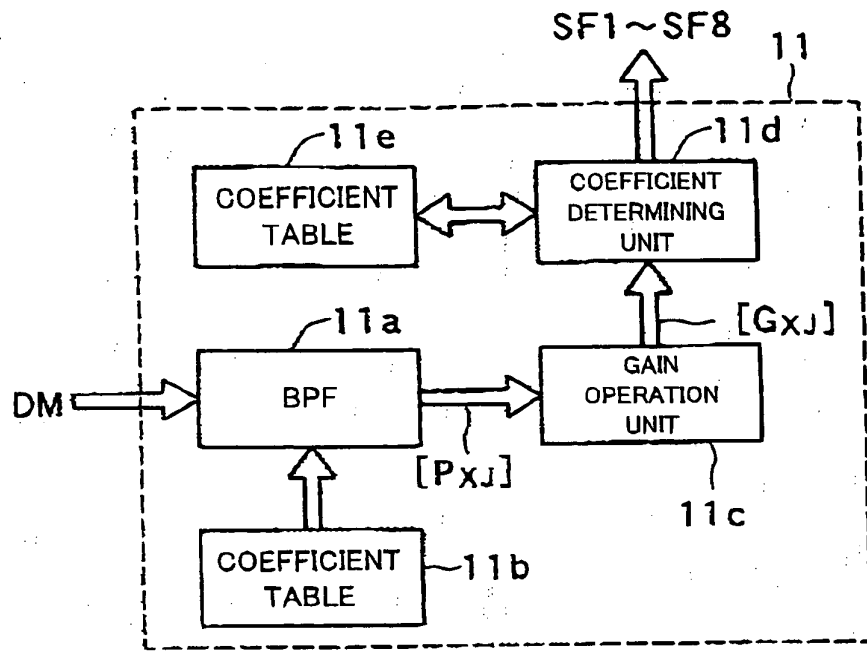 SF1~SF8
11
11e
11d
COEFFICIENT
TABLE
COEFFICIENT
DETERMINING
UNIT
11a
[GXJ]
DM
BPF
GAIN
OPERATION
UNIT
[PXJ]
11c
COEFFICIENT
TABLE
11b